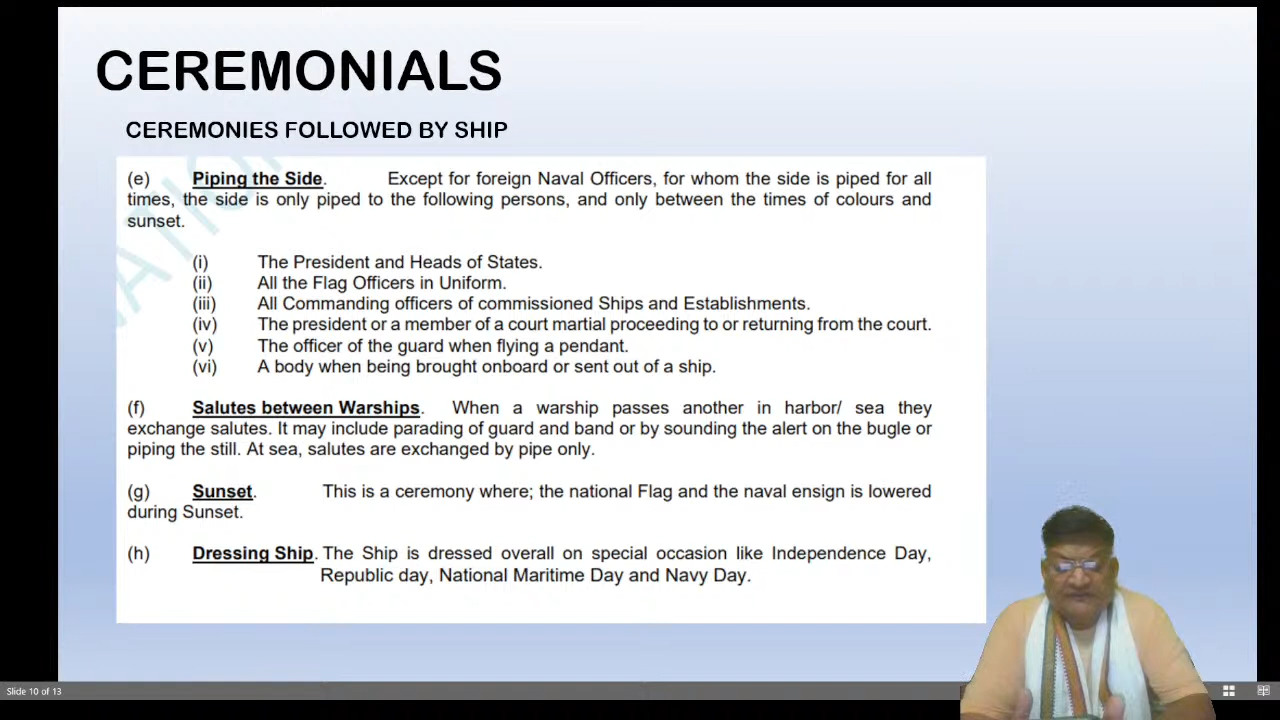 CEREMONIALS
CEREMONIES FOLLOWED BY SHIP
(e) Piping the Side. Except for foreign Naval Officers, for whom the side is piped for all
times, the side is only piped to the following persons, and only between the times of colours and
sunset.
(i) The President and Heads of States.
(ii) All the Flag Officers in Uniform.
(iii) All Commanding officers of commissioned Ships and Establishments.
(iv) The president or a member of a court martial proceeding to or returning from the court.
(v) The officer of the guard when flying a pendant.
(vi) A body when being brought onboard or sent out of a ship.
(f) Salutes between Warships. When a warship passes another in harbor/ sea they
exchange salutes. It may include parading of guard and band or by sounding the alert on the bugle or
piping the still. At sea, salutes are exchanged by pipe only.
(g) Sunset. This is a ceremony where; the national Flag and the naval ensign is lowered
during Sunset.
(h) Dressing Ship. The Ship is dressed overall on special occasion like Independence Day,
Republic day, National Maritime Day and Navy Day.
Slide 10 of 13